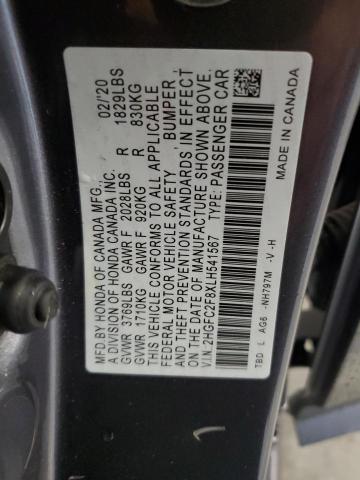 MFD. BY HONDA OF CANADA MFG. 02/'20
A DIVISION OF HONDA CANADA INC.
GVWR 3769LBS GAWR F 2028LBS R 1829LBS
GVWR 1710KG GAWR F 920KG R 830KG
THIS VEHICLE CONFORMS TO ALL APPLICABLE
FEDERAL MOTOR VEHICLE SAFETY, BUMPER,
AND THEFT PREVENTION STANDARDS IN EFFECT
ON THE DATE OF MANUFACTURE SHOWN ABOVE.
V.I.N. 2HGFC2F8XLH541567 TYPE: PASSENGER CAR
TBD L AG6 -NH797M -V -H
MADE IN CANADA